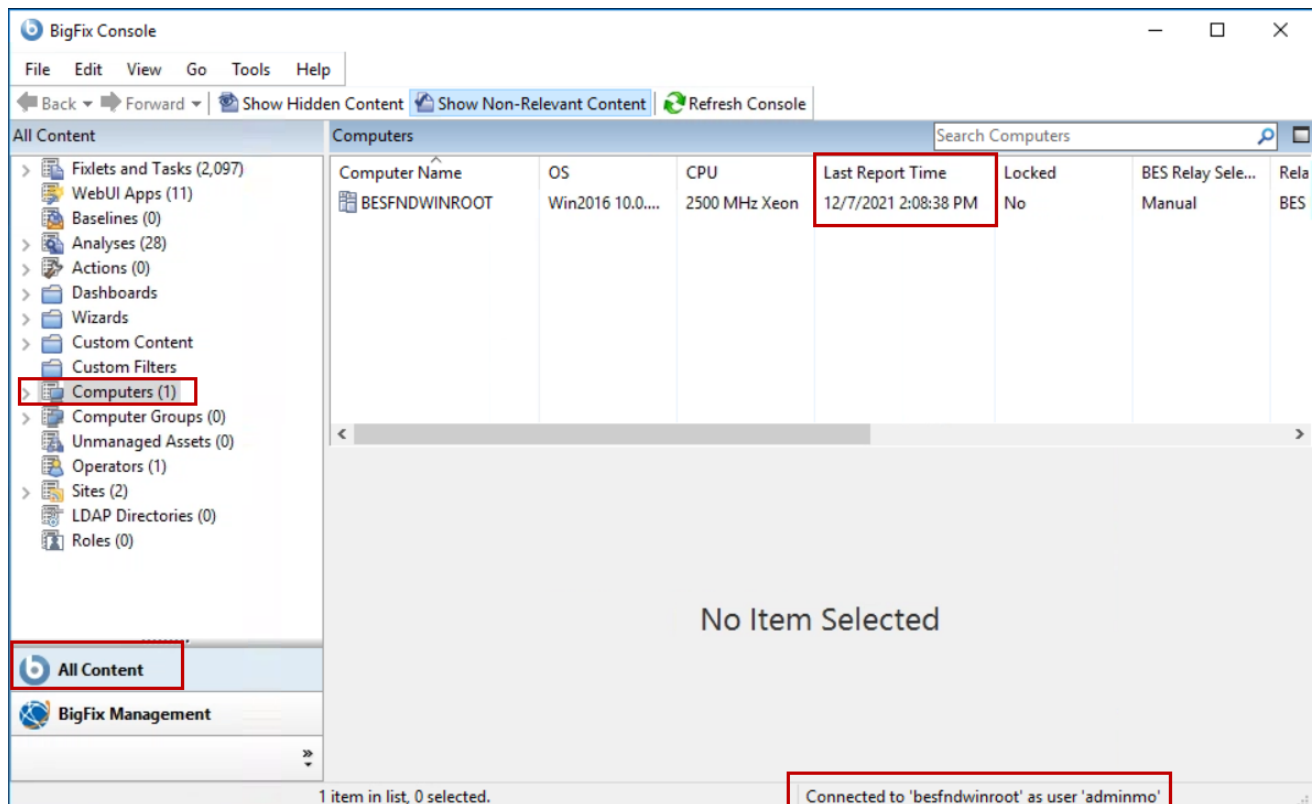 BigFix Console
File Edit View Go Tools Help
Back Forward Show Hidden Content Show Non-Relevant Content Refresh Console
All Content
Fixlets and Tasks (2,097)
WebUI Apps (11)
Baselines (0)
Analyses (28)
Actions (0)
Dashboards
Wizards
Custom Content
Custom Filters
Computers (1)
Computer Groups (0)
Unmanaged Assets (0)
Operators (1)
Sites (2)
LDAP Directories (0)
Roles (0)
All Content
BigFix Management
Computers Search Computers
Computer Name OS CPU Last Report Time Locked BES Relay Sele... Rela
BESFNDWINROOT Win2016 10.0.... 2500 MHz Xeon 12/7/2021 2:08:38 PM No Manual BES
No Item Selected
1 item in list, 0 selected. Connected to 'besfndwinroot' as user 'adminmo'